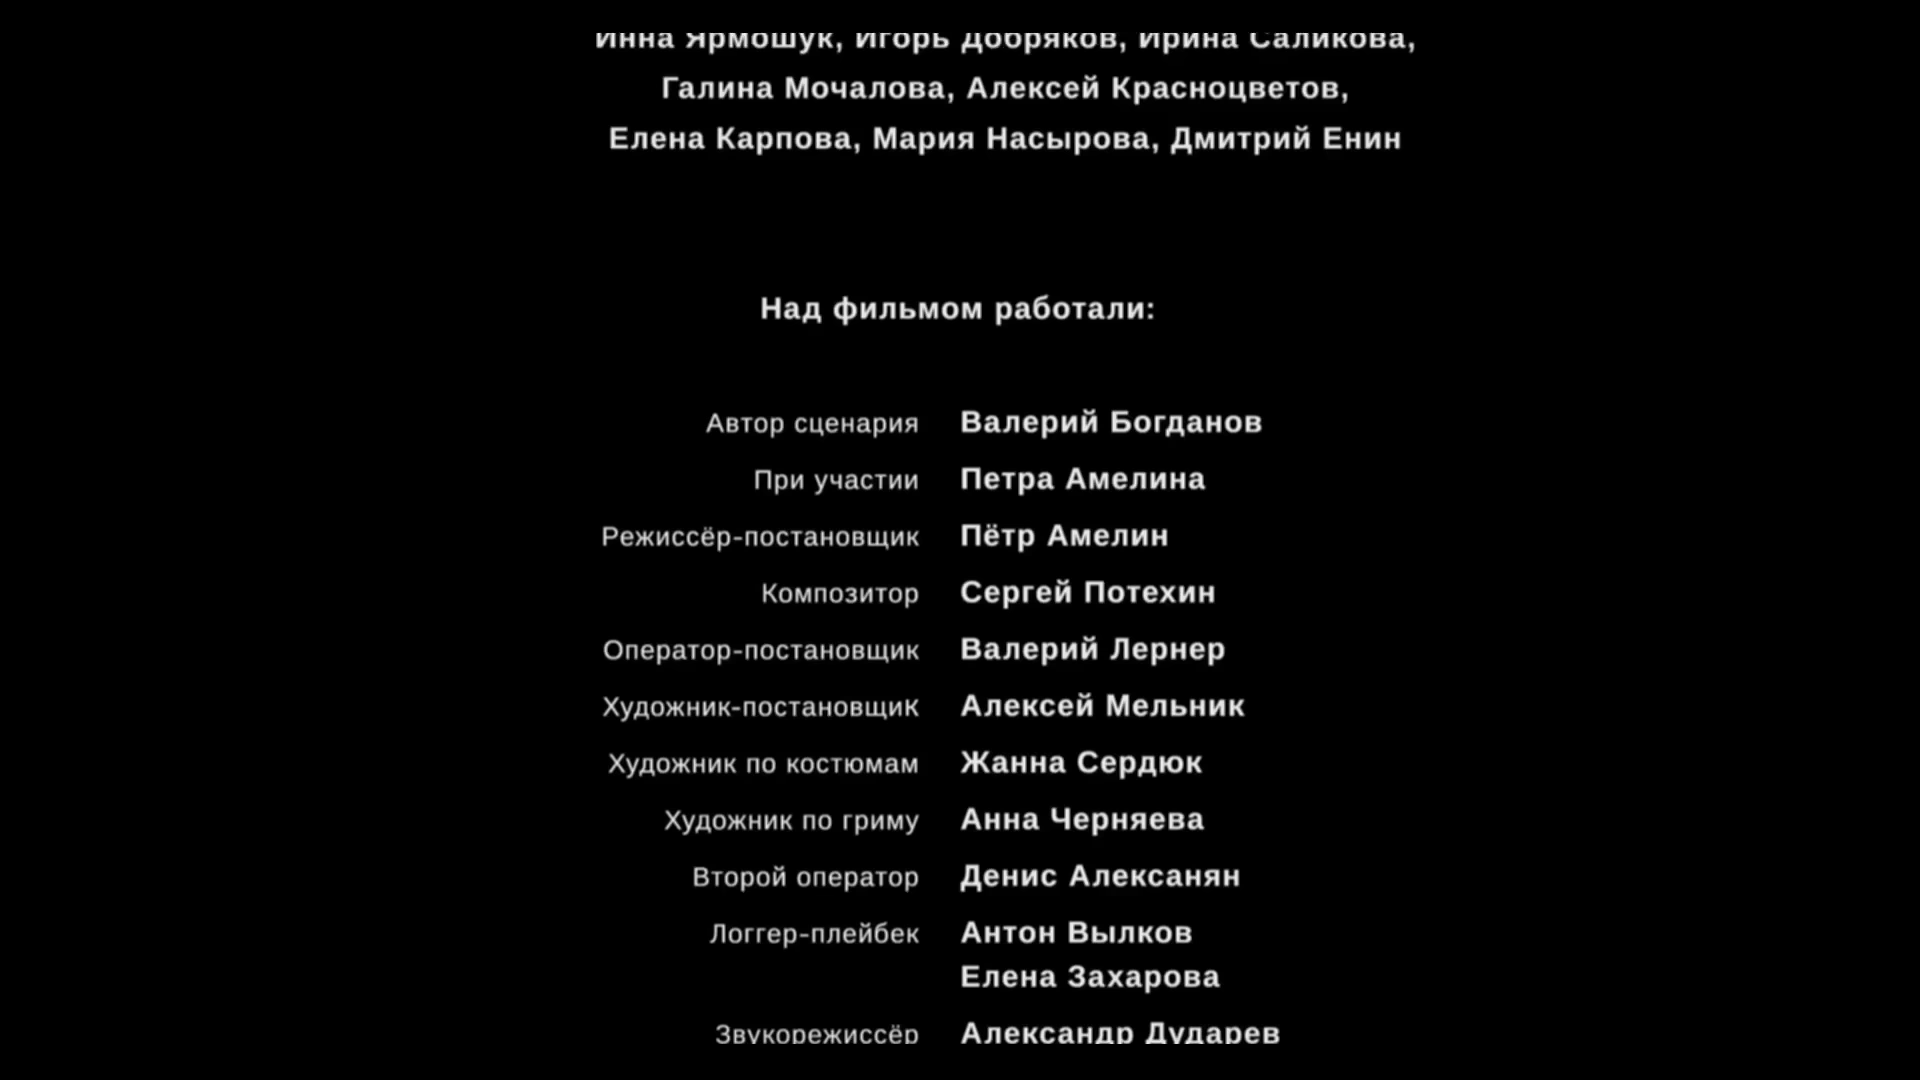 Инна Ярмошук, Игорь Добряков, Ирина Саликова,
Галина Мочалова, Алексей Красноцветов,
Елена Карпова, Мария Насырова, Дмитрий Енин
Над фильмом работали:
Автор сценария Валерий Богданов
При участии Петра Амелина
Режиссёр-постановщик Пётр Амелин
Композитор Сергей Потехин
Оператор-постановщик Валерий Лернер
Художник-постановщиК Алексей Мельник
Художник по костюмам Жанна Сердюк
Художник по гриму Анна Черняева
Второй оператор Денис Алексанян
Логгер-плейбек Антон Вылков
Елена Захарова
Звукорежиссёр Александр Дударев